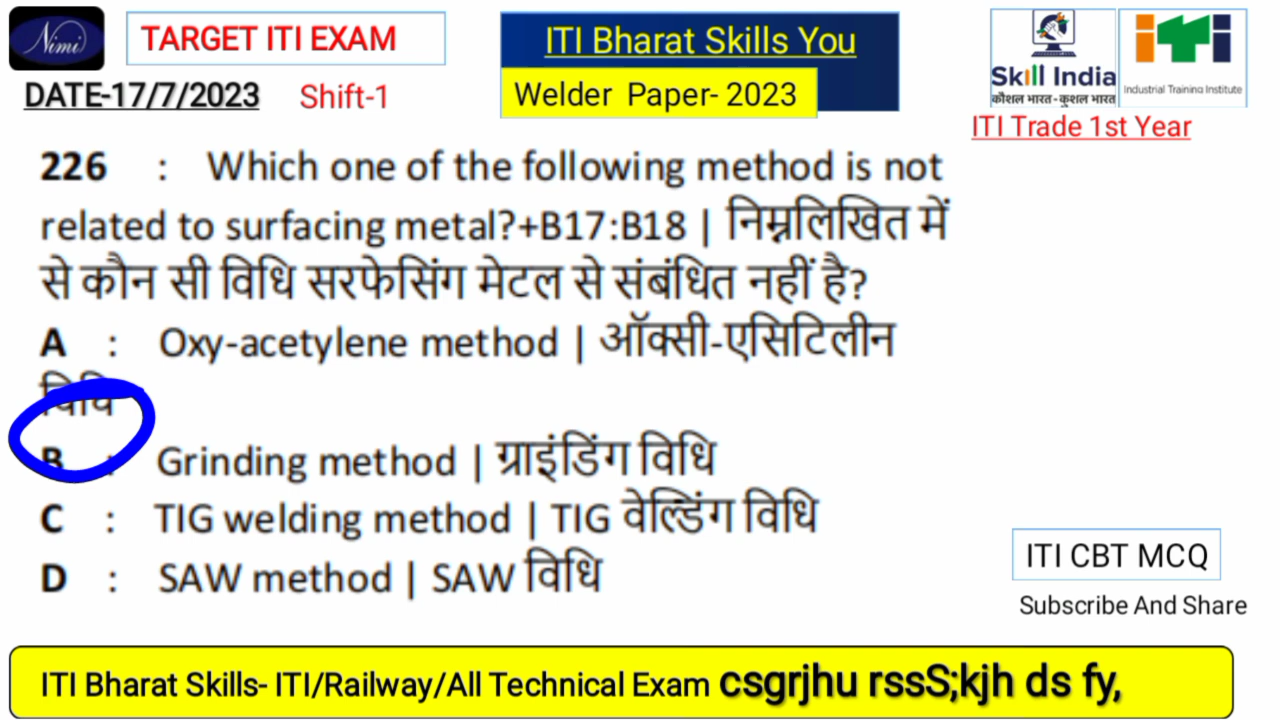 Nimi
TARGET ITI EXAM
ITI Bharat Skills You
Skill India
कौशल भारत-कुशल भारत
iTi
Industrial Training Institute
DATE-17/7/2023 Shift-1
Welder Paper- 2023
ITI Trade 1st Year
226 : Which one of the following method is not
related to surfacing metal?+B17:B18 | निम्नलिखित में
से कौन सी विधि सरफेसिंग मेटल से संबंधित नहीं है?
A : Oxy-acetylene method | ऑक्सी-एसिटिलीन
विधि
B : Grinding method | ग्राइंडिंग विधि
C : TIG welding method | TIG वेल्डिंग विधि
D : SAW method | SAW विधि
ITI CBT MCQ
Subscribe And Share
ITI Bharat Skills- ITI/Railway/All Technical Exam csgrjhu rssS;kjh ds fy,